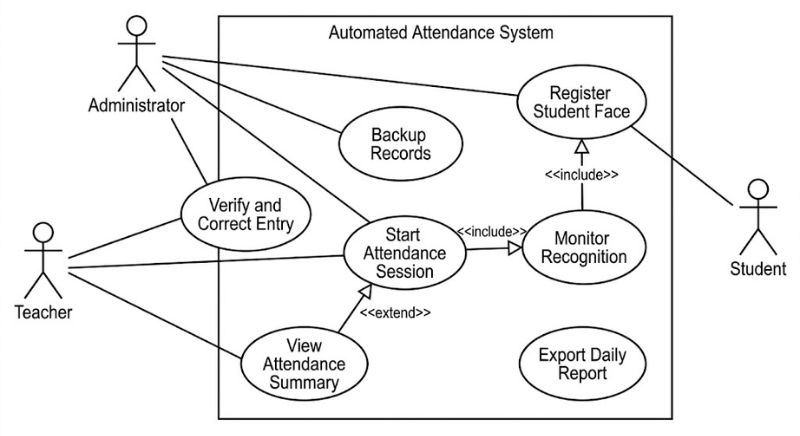 Automated Attendance System
Administrator
Register
Student Face
Backup
Records
<<include>>
Verify and
Correct Entry
Start
Attendance
Session
<<include>>
Monitor
Recognition
Student
Teacher
<<extend>>
View
Attendance
Summary
Export Daily
Report